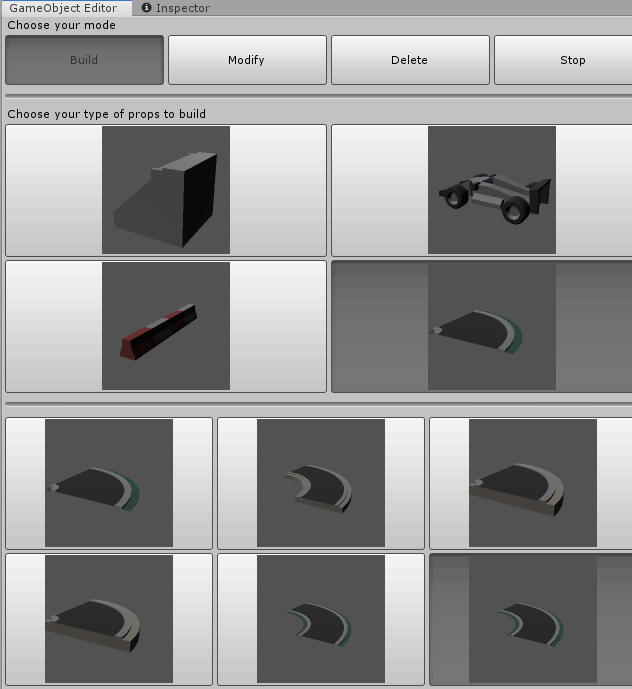 GameObject Editor
Inspector
Choose your mode
Build
Modify
Delete
Stop
Choose your type of props to build